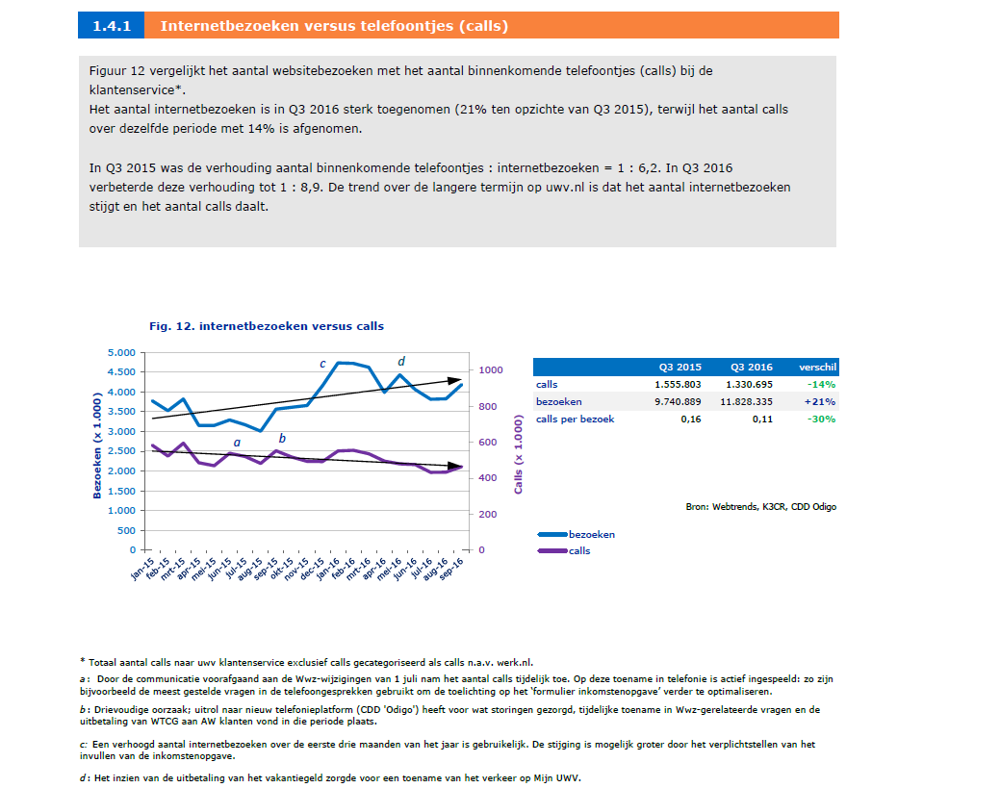 1.4.1 Internetbezoeken versus telefoontjes (calls)
Figuur 12 vergelijkt het aantal websitebezoeken met het aantal binnenkomende telefoontjes (calls) bij de
klantenservice*.
Het aantal internetbezoeken is in Q3 2016 sterk toegenomen (21% ten opzichte van Q3 2015), terwijl het aantal calls
over dezelfde periode met 14% is afgenomen.
In Q3 2015 was de verhouding aantal binnenkomende telefoontjes : internetbezoeken = 1 : 6,2. In Q3 2016
verbeterde deze verhouding tot 1 : 8,9. De trend over de langere termijn op uwv.nl is dat het aantal internetbezoeken
stijgt en het aantal calls daalt.
Fig. 12. internetbezoeken versus calls
Bezoeken (x 1.000)
5.000
4.500
4.000
3.500
3.000
2.500
2.000
1.500
1.000
500
0
a
b
c
d
1000
800
600
400
200
0
Calls (x 1.000)
jan-15
feb-15
mrt-15
apr-15
mei-15
jun-15
jul-15
aug-15
sep-15
okt-15
nov-15
dec-15
jan-16
feb-16
mrt-16
apr-16
mei-16
jun-16
jul-16
aug-16
sep-16
Q3 2015 Q3 2016 verschil
calls 1.555.803 1.330.695 -14%
bezoeken 9.740.889 11.828.335 +21%
calls per bezoek 0,16 0,11 -30%
Bron: Webtrends, K3CR, CDD Odigo
bezoeken
calls
* Totaal aantal calls naar uwv klantenservice exclusief calls gecategoriseerd als calls n.a.v. werk.nl.
a: Door de communicatie voorafgaand aan de Wwz-wijzigingen van 1 juli nam het aantal calls tijdelijk toe. Op deze toename in telefonie is actief ingespeeld: zo zijn
bijvoorbeeld de meest gestelde vragen in de telefoongesprekken gebruikt om de toelichting op het 'formulier inkomstenopgave' verder te optimaliseren.
b: Drievoudige oorzaak; uitrol naar nieuw telefonieplatform (CDD 'Odigo') heeft voor wat storingen gezorgd, tijdelijke toename in Wwz-gerelateerde vragen en de
uitbetaling van WTCG aan AW klanten vond in die periode plaats.
c: Een verhoogd aantal internetbezoeken over de eerste drie maanden van het jaar is gebruikelijk. De stijging is mogelijk groter door het verplichtstellen van het
invullen van de inkomstenopgave.
d: Het inzien van de uitbetaling van het vakantiegeld zorgde voor een toename van het verkeer op Mijn UWV.